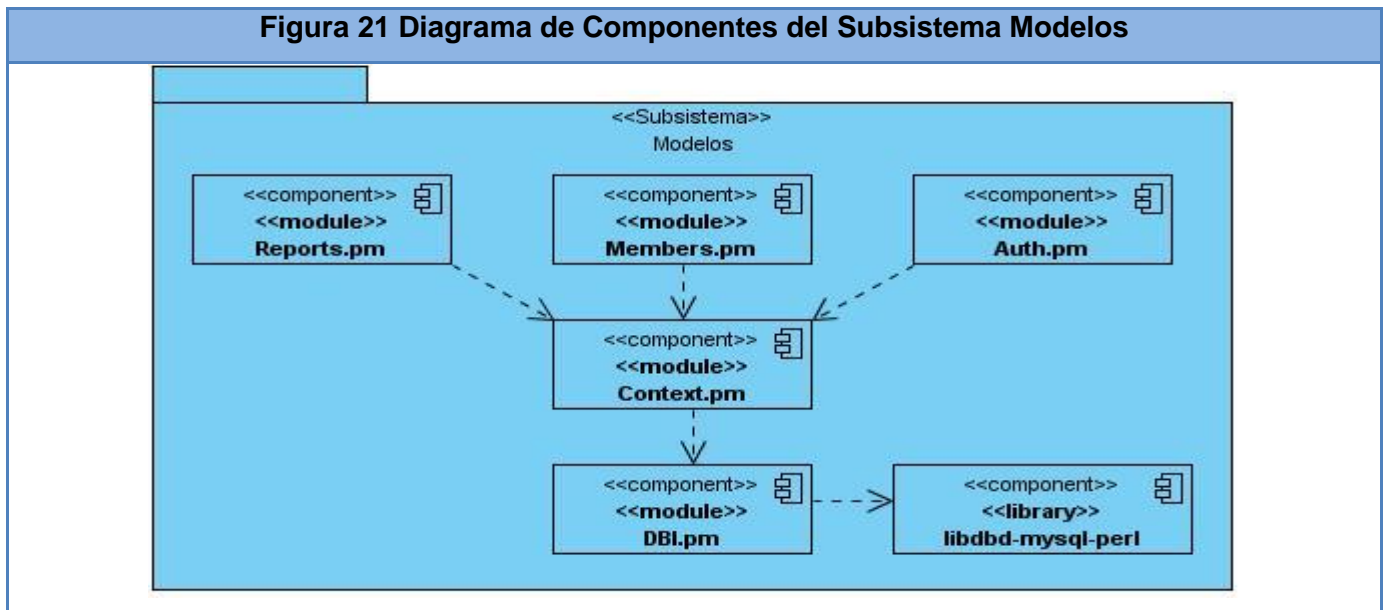 Figura 21 Diagrama de Componentes del Subsistema Modelos
<<Subsistema>>
Modelos
<<component>>
<<module>>
Reports.pm
<<component>>
<<module>>
Members.pm
<<component>>
<<module>>
Auth.pm
<<component>>
<<module>>
Context.pm
<<component>>
<<module>>
DBI.pm
<<component>>
<<library>>
libdbd-mysql-perl